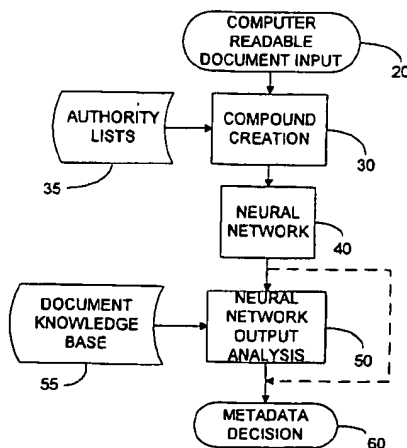 COMPUTER
READABLE
DOCUMENT INPUT
20
AUTHORITY
LISTS
35
COMPOUND
CREATION
30
NEURAL
NETWORK
40
DOCUMENT
KNOWLEDGE
BASE
55
NEURAL
NETWORK
OUTPUT
ANALYSIS
50
METADATA
DECISION
60